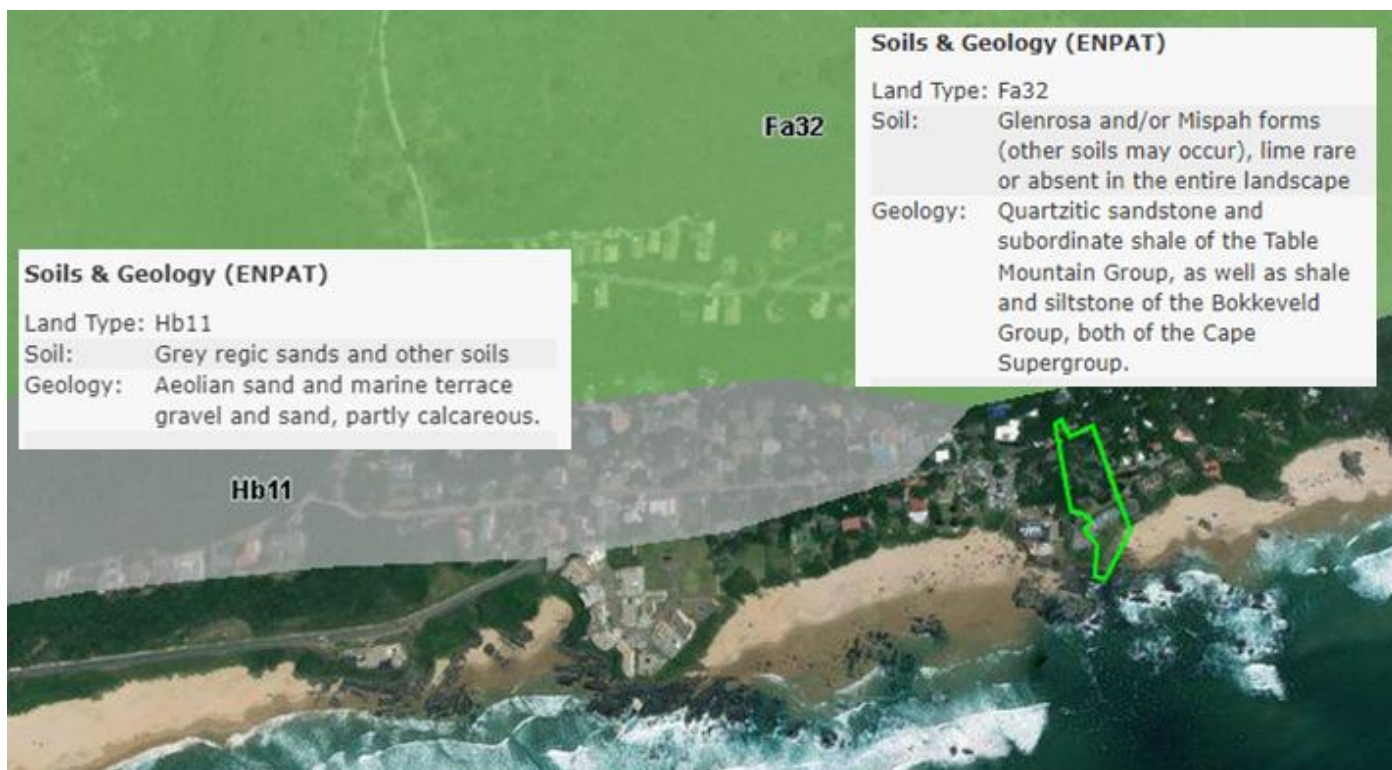 Soils & Geology (ENPAT)
Land Type: Fa32
Soil: Glenrosa and/or Mispah forms
(other soils may occur), lime rare
or absent in the entire landscape
Geology: Quartzitic sandstone and
subordinate shale of the Table
Mountain Group, as well as shale
and siltstone of the Bokkeveld
Group, both of the Cape
Supergroup.
Fa32
Soils & Geology (ENPAT)
Land Type: Hb11
Soil: Grey regic sands and other soils
Geology: Aeolian sand and marine terrace
gravel and sand, partly calcareous.
Hb11